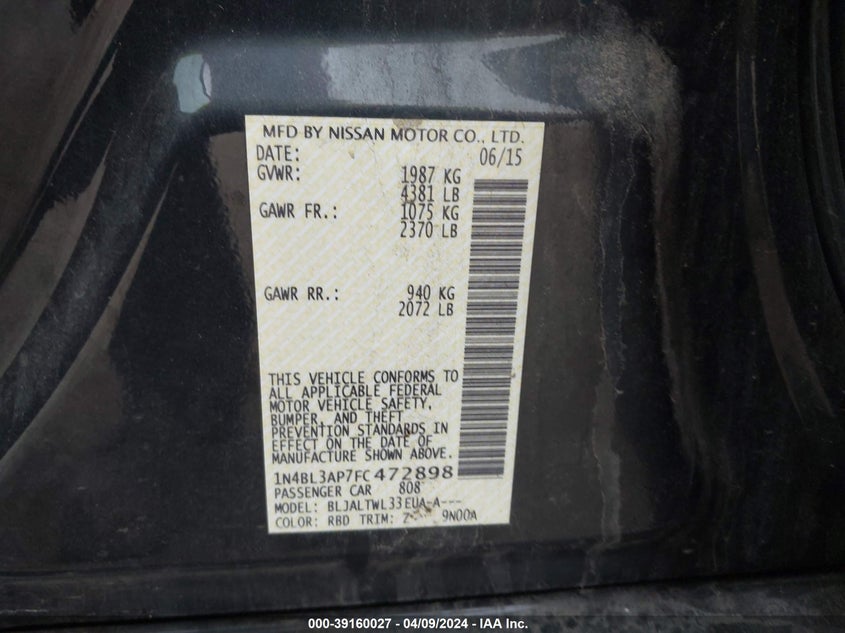 MFD BY NISSAN MOTOR CO., LTD.
DATE: 06/15
GVWR: 1987 KG
4381 LB
GAWR FR.: 1075 KG
2370 LB
GAWR RR.: 940 KG
2072 LB
THIS VEHICLE CONFORMS TO
ALL APPLICABLE FEDERAL
MOTOR VEHICLE SAFETY,
BUMPER, AND THEFT
PREVENTION STANDARDS IN
EFFECT ON THE DATE OF
MANUFACTURE SHOWN ABOVE.
1N4BL3AP7FC472898
PASSENGER CAR 808
MODEL: BLJALTWL33EUA-A---
COLOR: RBD TRIM: 9N00A
000-39160027 - 04/09/2024 - IAA Inc.